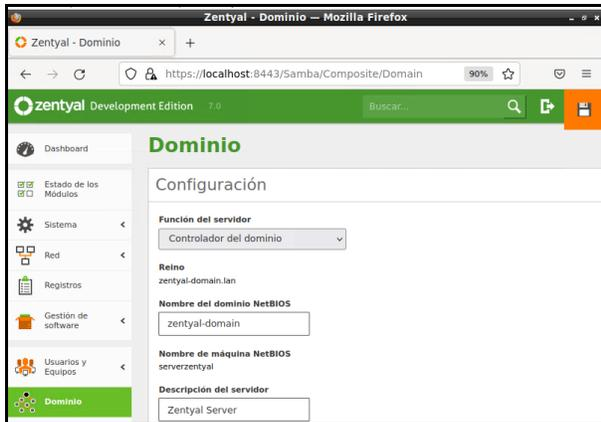 Zentyal - Dominio — Mozilla Firefox
Zentyal - Dominio
https://localhost:8443/Samba/Composite/Domain
90%
zentyal Development Edition 7.0
Buscar...
Dashboard
Estado de los
Módulos
Sistema
Red
Registros
Gestión de
software
Usuarios y
Equipos
Dominio
Dominio
Configuración
Función del servidor
Controlador del dominio
Reino
zentyal-domain.lan
Nombre del dominio NetBIOS
zentyal-domain
Nombre de máquina NetBIOS
serverzentyal
Descripción del servidor
Zentyal Server